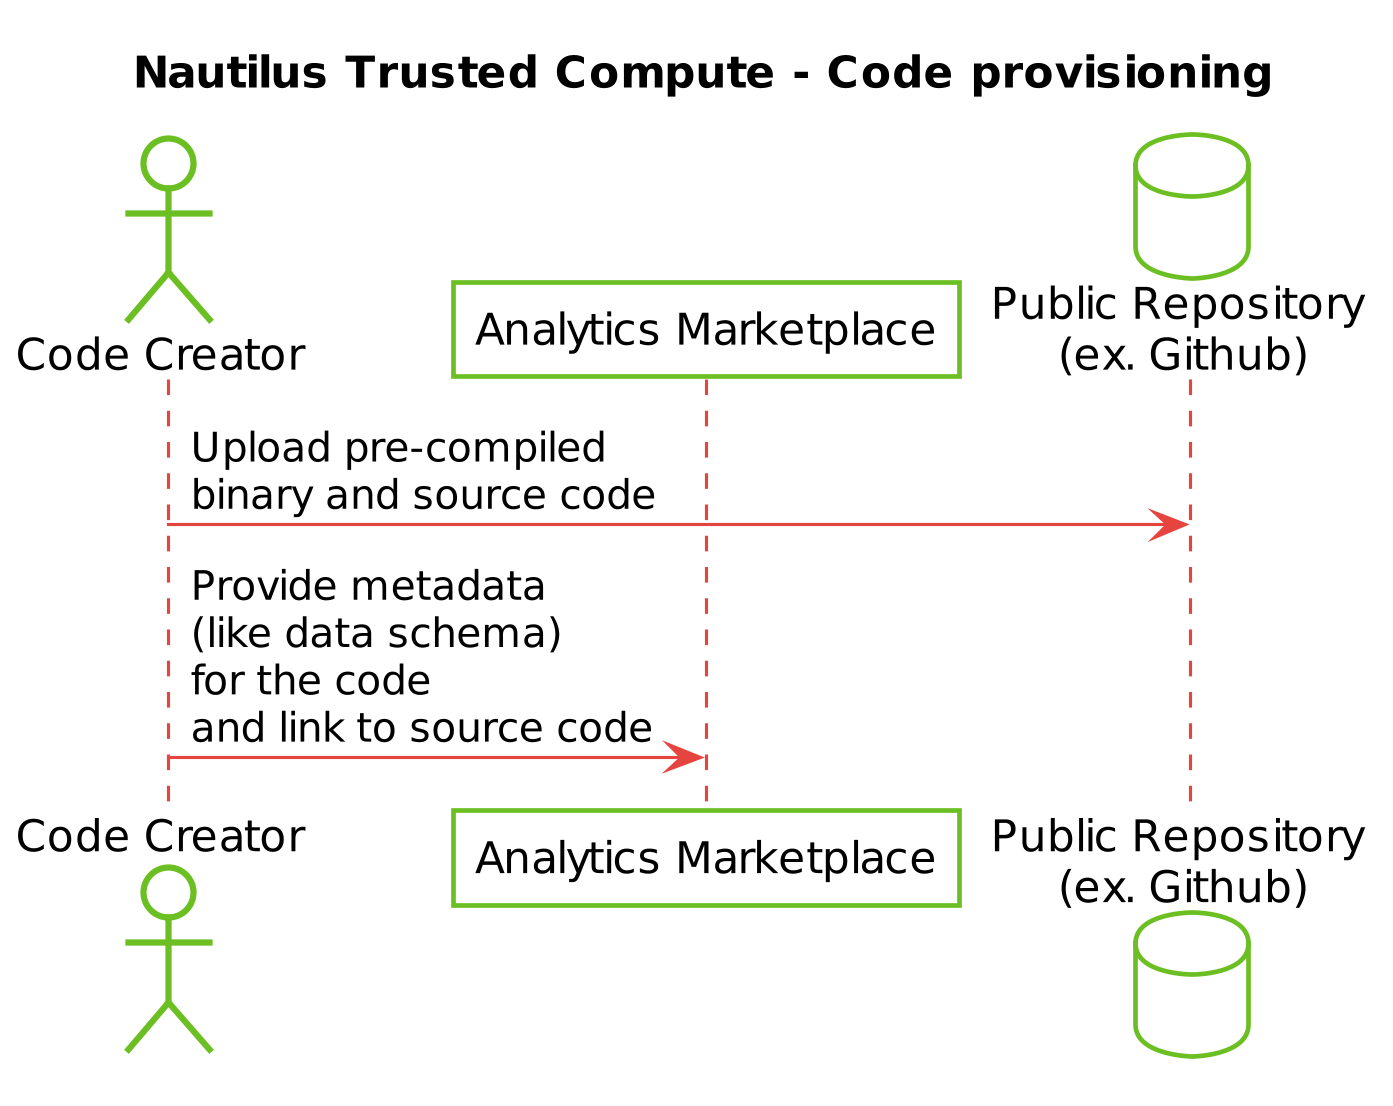 Nautilus Trusted Compute - Code provisioning
Code Creator
Analytics Marketplace
Public Repository
(ex. Github)
Upload pre-compiled
binary and source code
Provide metadata
(like data schema)
for the code
and link to source code
Code Creator
Analytics Marketplace
Public Repository
(ex. Github)